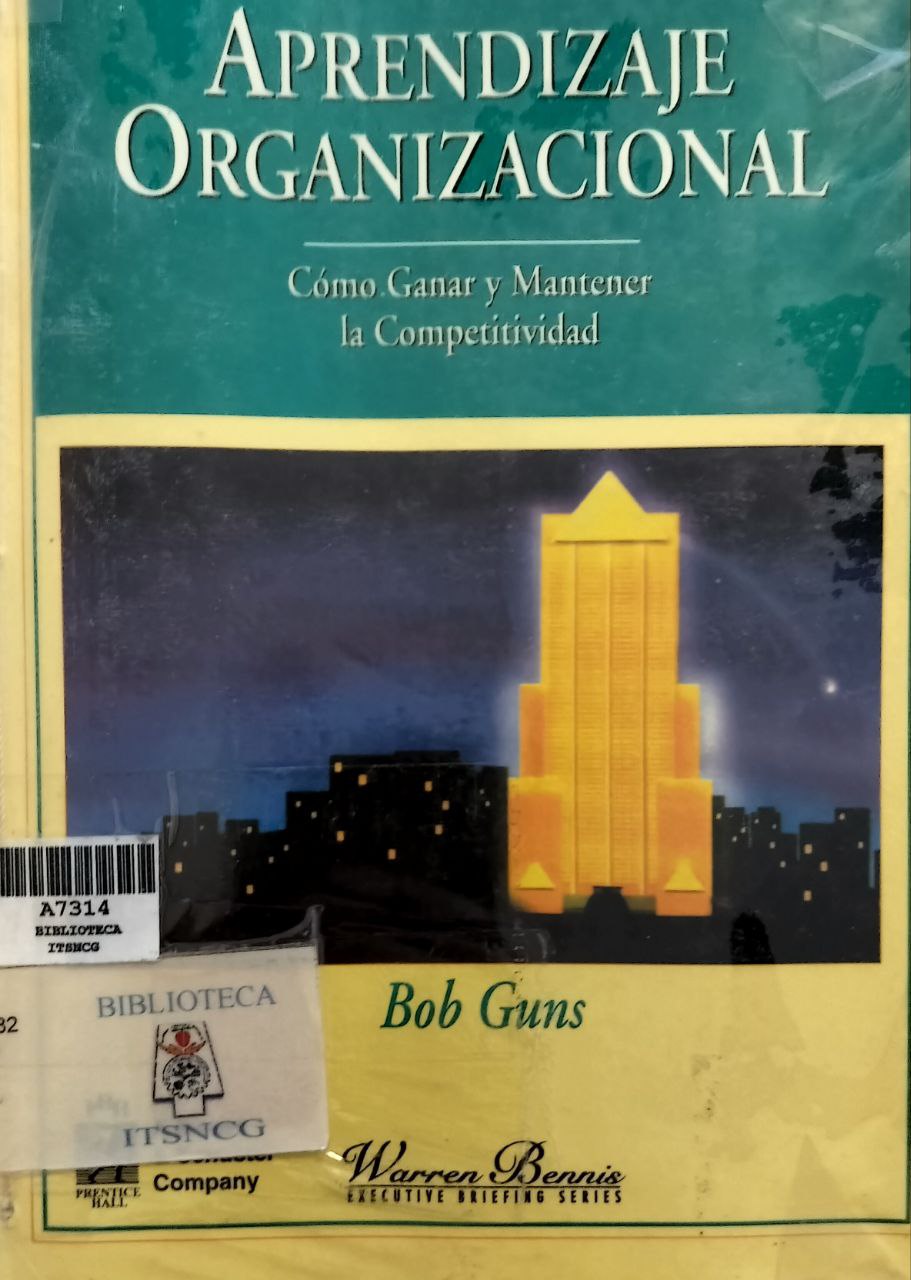 APRENDIZAJE
ORGANIZACIONAL
Cómo Ganar y Mantener
la Competitividad
A7314
BIBLIOTECA
ITSNCG
Bob Guns
BIBLIOTECA
ITSNCG
PRENTICE
HALL
Company
Warren Bennis
EXECUTIVE BRIEFING SERIES